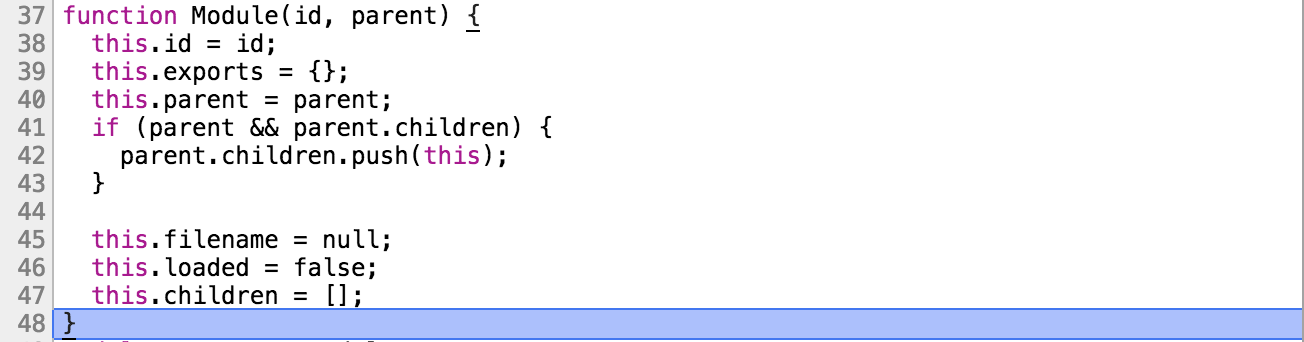 37 function Module(id, parent) {
38   this.id = id;
39   this.exports = {};
40   this.parent = parent;
41   if (parent && parent.children) {
42     parent.children.push(this);
43   }
44
45   this.filename = null;
46   this.loaded = false;
47   this.children = [];
48 }